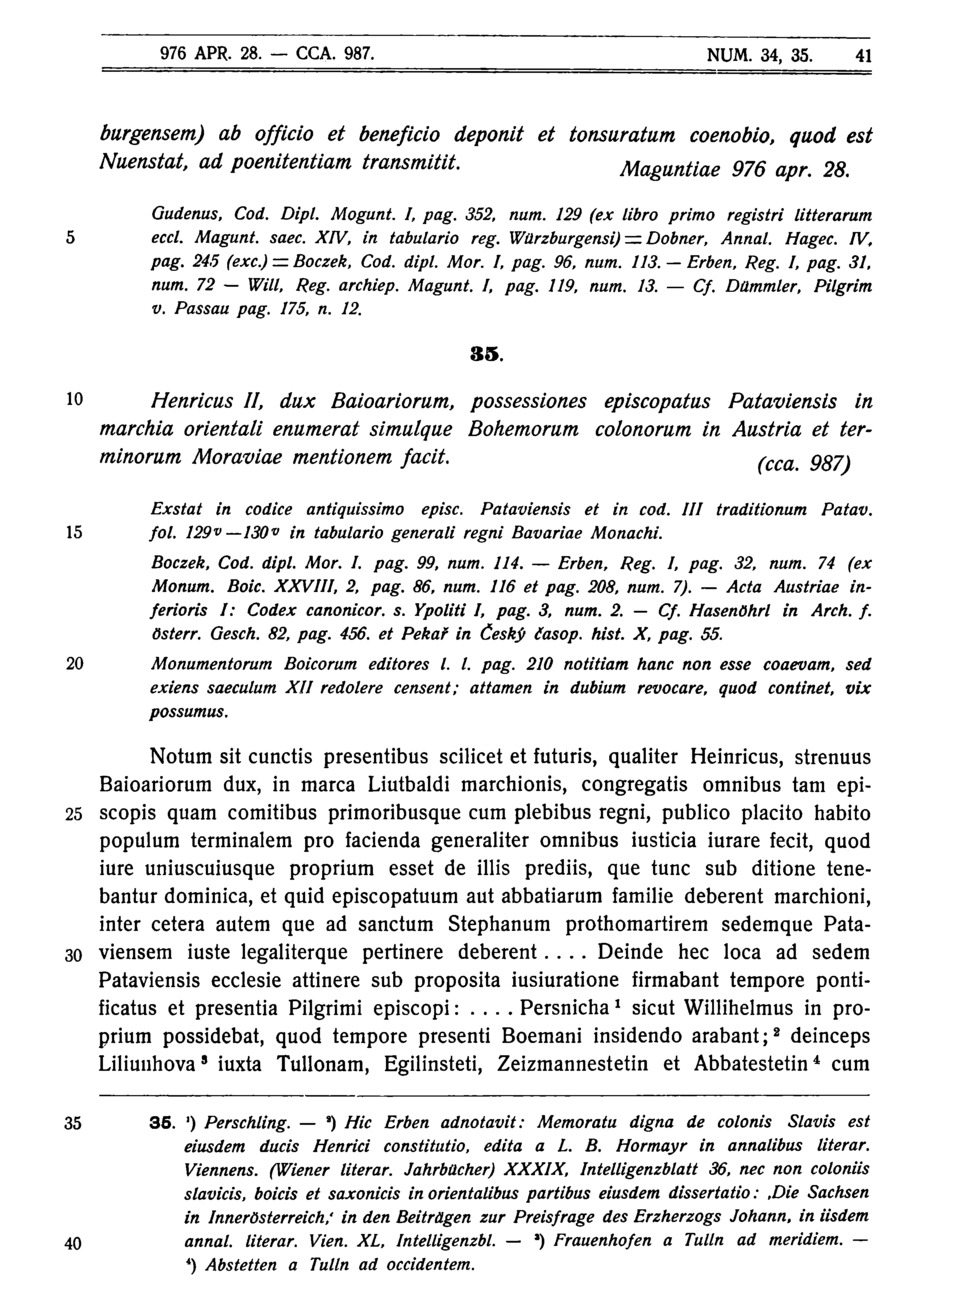 976 APR. 28. — CCA. 987. NUM. 34, 35. 41
burgensem) ab officio et beneficio deponit et tonsuratum coenobio, quod est
Nuenstat, ad poenitentiam transmitit. Maguntiae 976 apr. 28.
Gudenus, Cod. Dipl. Mogunt. I, pag. 352, num. 129 (ex libro primo registri litterarum
5 eccl. Magunt. saec. XIV, in tabulario reg. Würzburgensi) = Dobner, Annal. Hagec. IV,
pag. 245 (exc.) = Boczek, Cod. dipl. Mor. I, pag. 96, num. 113. — Erben, Reg. I, pag. 31,
num. 72 — Will, Reg. archiep. Magunt. I, pag. 119, num. 13. — Cf. Dümmler, Pilgrim
v. Passau pag. 175, n. 12.
35.
10 Henricus II, dux Baioariorum, possessiones episcopatus Pataviensis in
marchia orientali enumerat simulque Bohemorum colonorum in Austria et ter-
minorum Moraviae mentionem facit. (cca. 987)
Exstat in codice antiquissimo episc. Pataviensis et in cod. III traditionum Patav.
15 fol. 129v—130v in tabulario generali regni Bavariae Monachi.
Boczek, Cod. dipl. Mor. I. pag. 99, num. 114. — Erben, Reg. I, pag. 32, num. 74 (ex
Monum. Boic. XXVIII, 2, pag. 86, num. 116 et pag. 208, num. 7). — Acta Austriae in-
ferioris I: Codex canonicor. s. Ypoliti I, pag. 3, num. 2. — Cf. Hasenöhrl in Arch. f.
österr. Gesch. 82, pag. 456. et Pekař in Český časop. hist. X, pag. 55.
20 Monumentorum Boicorum editores l. l. pag. 210 notitiam hanc non esse coaevam, sed
exiens saeculum XII redolere censent; attamen in dubium revocare, quod continet, vix
possumus.
Notum sit cunctis presentibus scilicet et futuris, qualiter Heinricus, strenuus
Baioariorum dux, in marca Liutbaldi marchionis, congregatis omnibus tam epi-
25 scopis quam comitibus primoribusque cum plebibus regni, publico placito habito
populum terminalem pro facienda generaliter omnibus iusticia iurare fecit, quod
iure uniuscuiusque proprium esset de illis prediis, que tunc sub ditione tene-
bantur dominica, et quid episcopatuum aut abbatiarum familie deberent marchioni,
inter cetera autem que ad sanctum Stephanum prothomartirem sedemque Pata-
30 viensem iuste legaliterque pertinere deberent . . . . Deinde hec loca ad sedem
Pataviensis ecclesie attinere sub proposita iusiuratione firmabant tempore ponti-
ficatus et presentia Pilgrimi episcopi: . . . . Persnicha ¹ sicut Willihelmus in pro-
prium possidebat, quod tempore presenti Boemani insidendo arabant; ² deinceps
Liliunhova ³ iuxta Tullonam, Egilinsteti, Zeizmannestetin et Abbatestetin ⁴ cum
35 35. ¹) Perschling. — ²) Hic Erben adnotavit: Memoratu digna de colonis Slavis est
eiusdem ducis Henrici constitutio, edita a L. B. Hormayr in annalibus literar.
Viennens. (Wiener literar. Jahrbücher) XXXIX, Intelligenzblatt 36, nec non coloniis
slavicis, boicis et saxonicis in orientalibus partibus eiusdem dissertatio: ‚Die Sachsen
in Innerösterreich,‘ in den Beiträgen zur Preisfrage des Erzherzogs Johann, in iisdem
40 annal. literar. Vien. XL, Intelligenzbl. — ³) Frauenhofen a Tulln ad meridiem. —
⁴) Abstetten a Tulln ad occidentem.